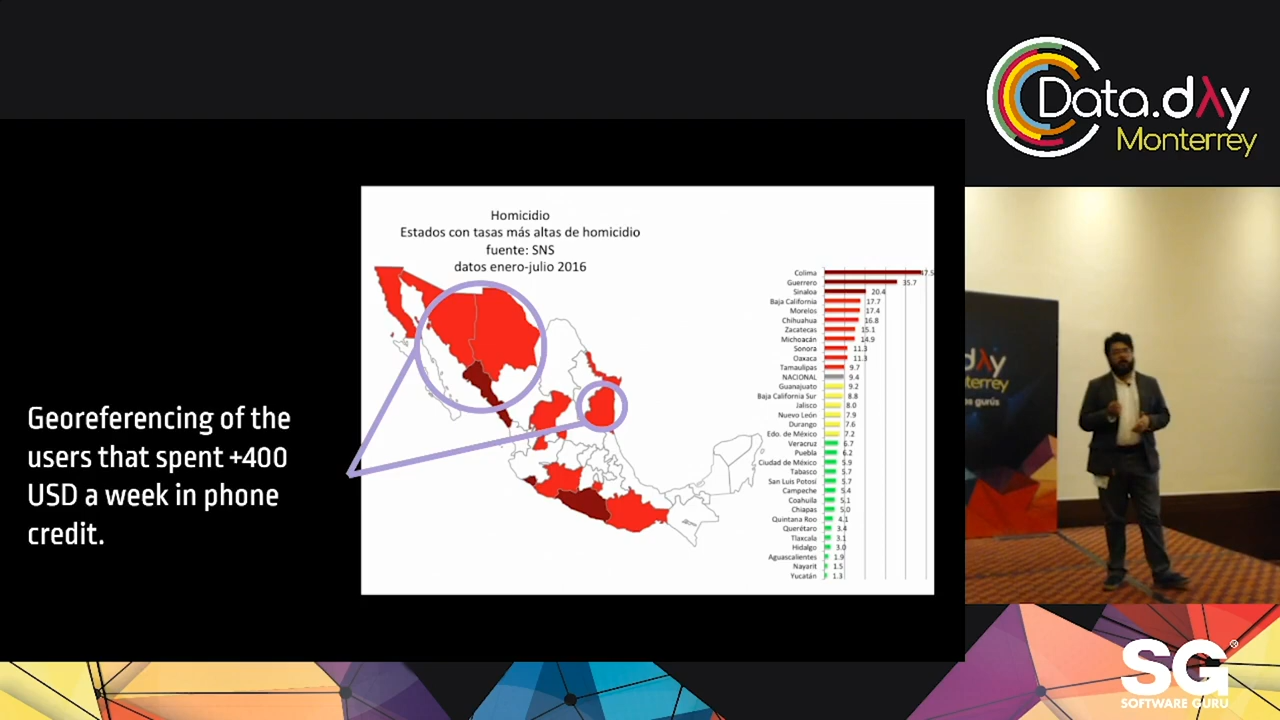 Data.dλy
Monterrey
Georeferencing of the
users that spent +400
USD a week in phone
credit.
Homicidio
Estados con tasas más altas de homicidio
fuente: SNS
datos enero-julio 2016
Colima 47.5
Guerrero 35.7
Sinaloa 20.4
Baja California 17.7
Morelos 17.4
Chihuahua 16.8
Zacatecas 15.1
Michoacán 14.9
Sonora 11.3
Oaxaca 11.3
Tamaulipas 9.7
NACIONAL 9.4
Guanajuato 9.2
Baja California Sur 8.8
Jalisco 8.0
Nuevo León 7.9
Durango 7.6
Edo. de México 7.2
Veracruz 6.7
Puebla 6.2
Ciudad de México 5.9
Tabasco 5.7
San Luis Potosí 5.7
Campeche 5.4
Coahuila 5.1
Chiapas 5.0
Quintana Roo 4.1
Querétaro 3.4
Tlaxcala 3.1
Hidalgo 3.0
Aguascalientes 1.9
Nayarit 1.5
Yucatán 1.3
dλy
terrey
gurús
SG
SOFTWARE GURU